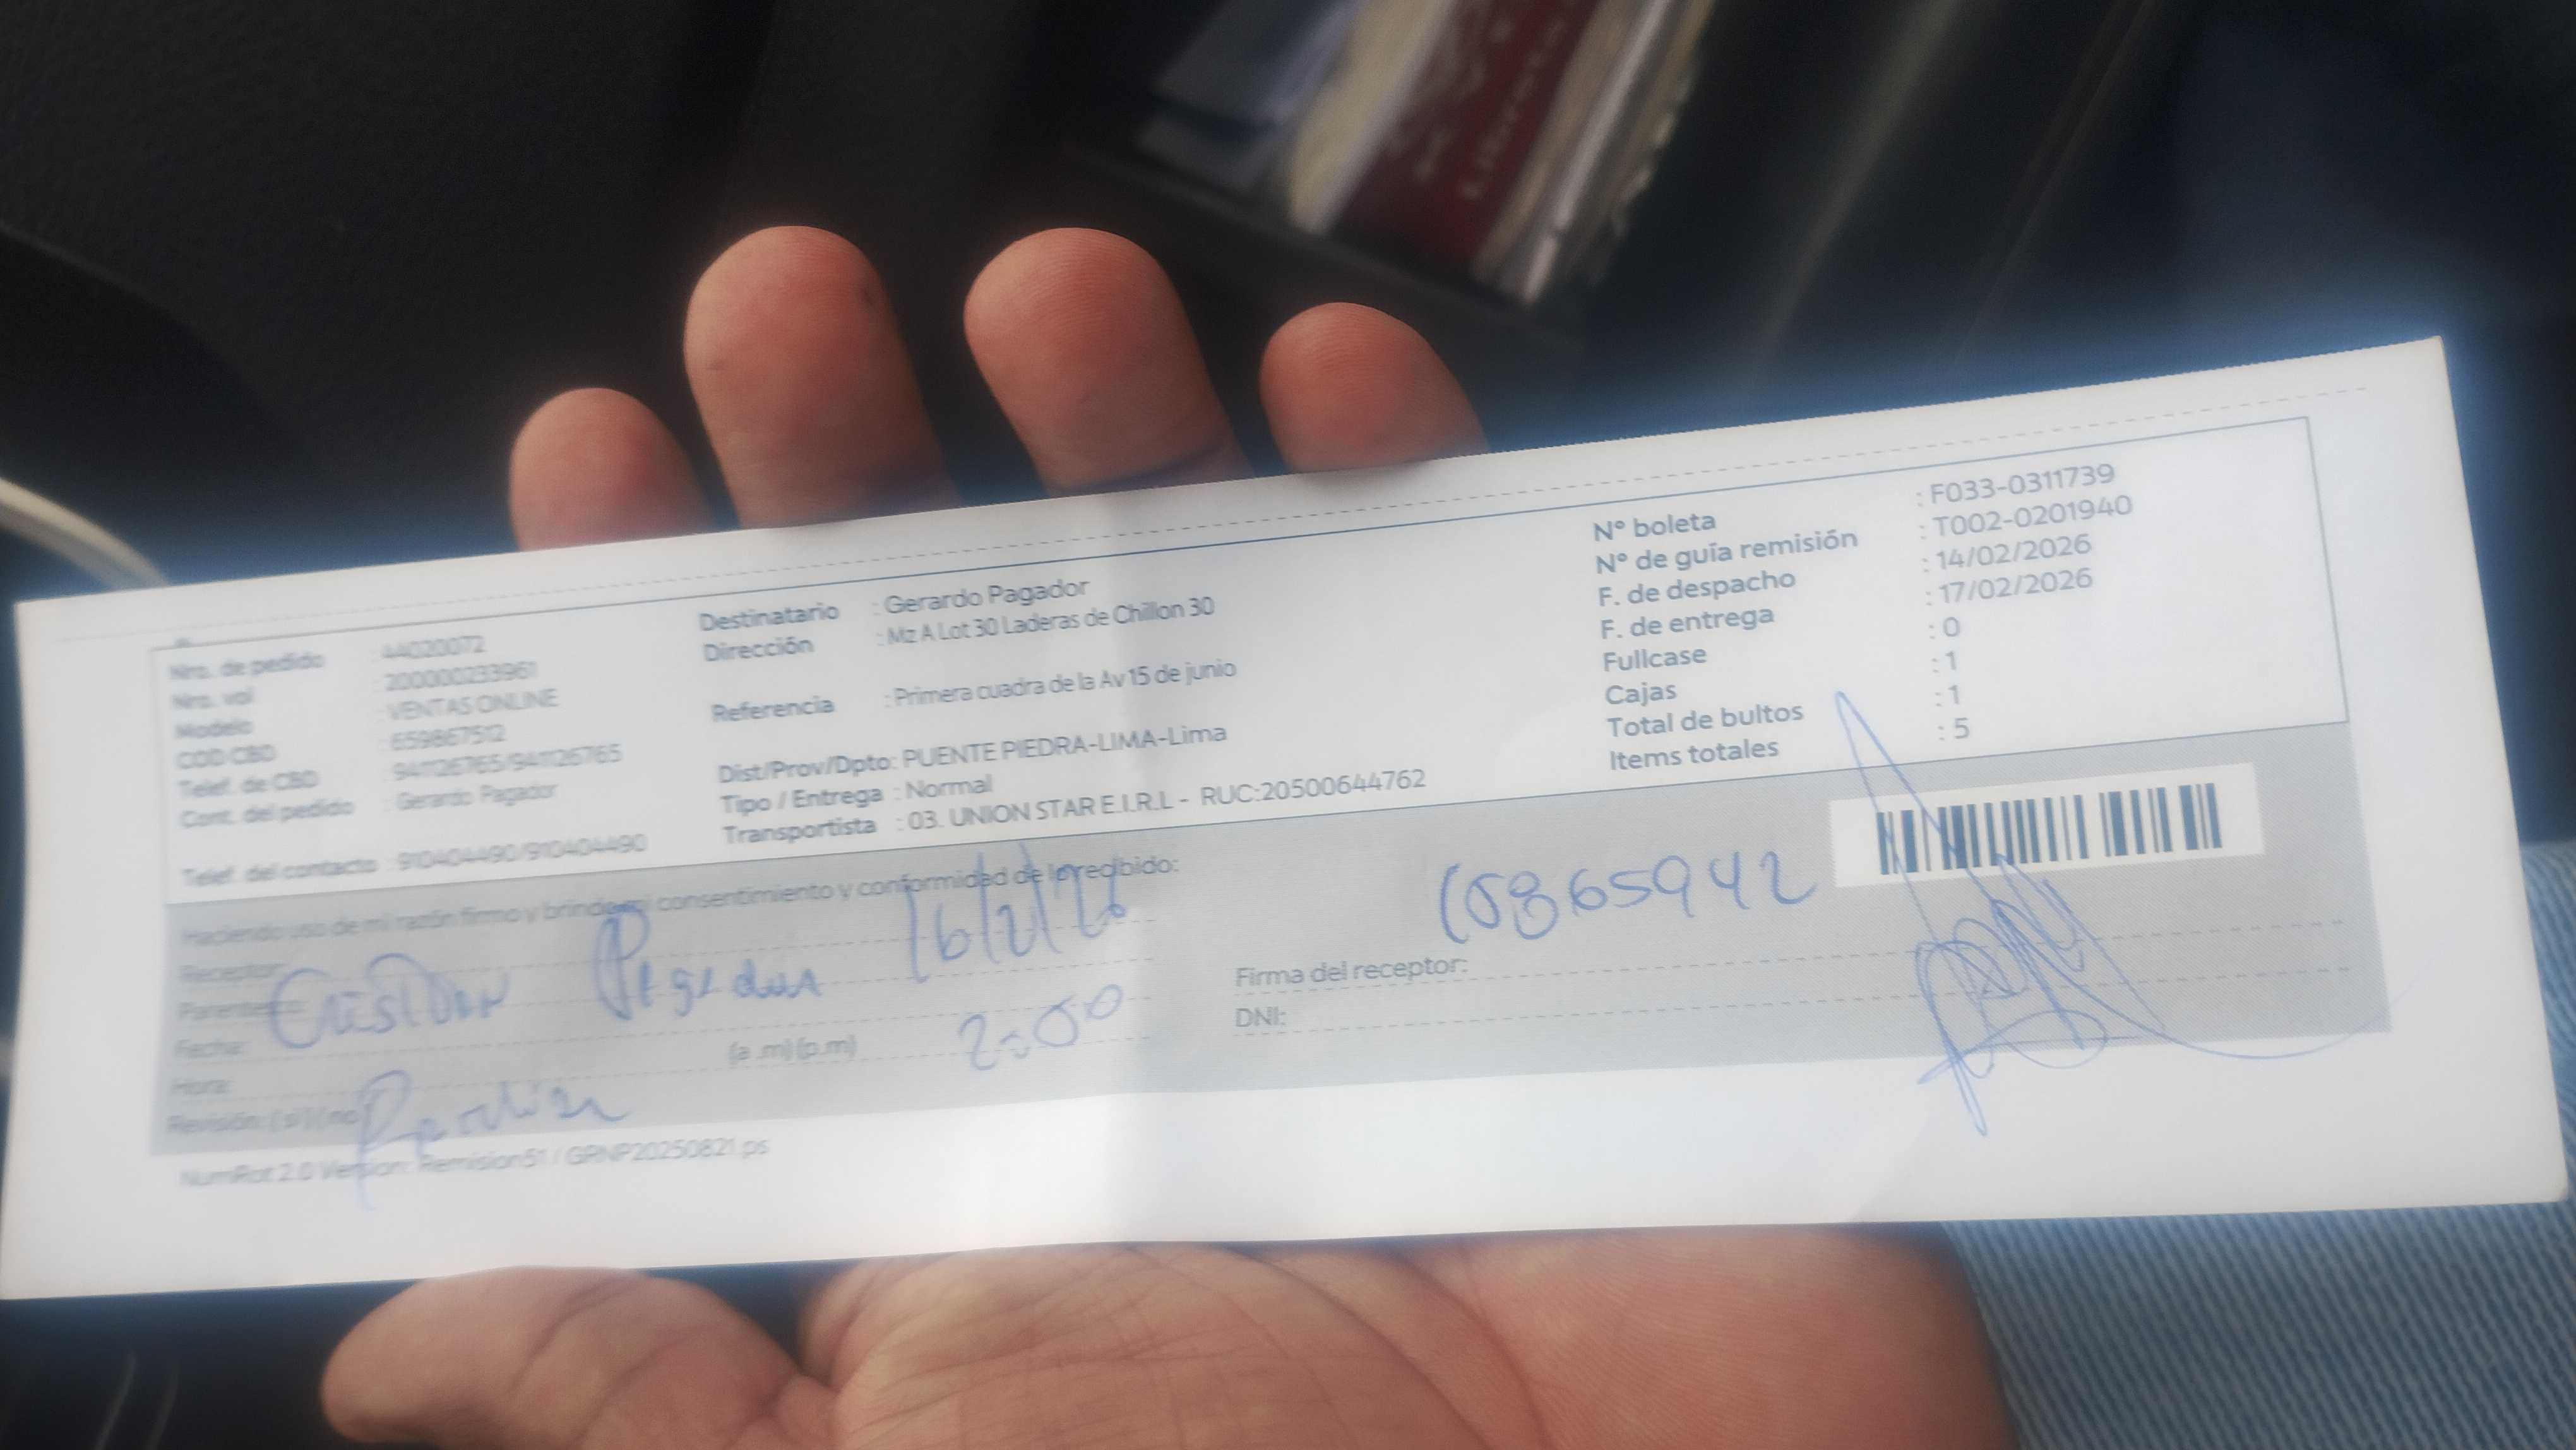 Nro. de pedido : 44020072
Nro. val : 200000233961
Modelo : VENTAS ONLINE
COD CBD : 659867512
Telef. de CBD : 941126765/941126765
Cont. del pedido : Gerardo Pagador
Telef. del contacto : 910404490/910404490
Destinatario : Gerardo Pagador
Dirección : Mz A Lot 30 Laderas de Chillon 30
Referencia : Primera cuadra de la Av 15 de junio
Dist/Prov/Dpto: PUENTE PIEDRA-LIMA-Lima
Tipo / Entrega : Normal
Transportista : 03. UNION STAR E.I.R.L - RUC:20500644762
N° boleta : F033-0311739
N° de guía remisión : T002-0201940
F. de despacho : 14/02/2026
F. de entrega : 17/02/2026
Fullcase : 0
Cajas : 1
Total de bultos : 1
Items totales : 5
Haciendo uso de mi razón firmo y brindo mi consentimiento y conformidad de lo recibido:
Receptor:
Parentesco:
Fecha: 16/2/26
Hora: (a.m)(p.m) 2:00
Revisión: (si)(no)
Firma del receptor:
DNI:
NumRot 2.0 Version: Remision51 / GRNP20250821.ps